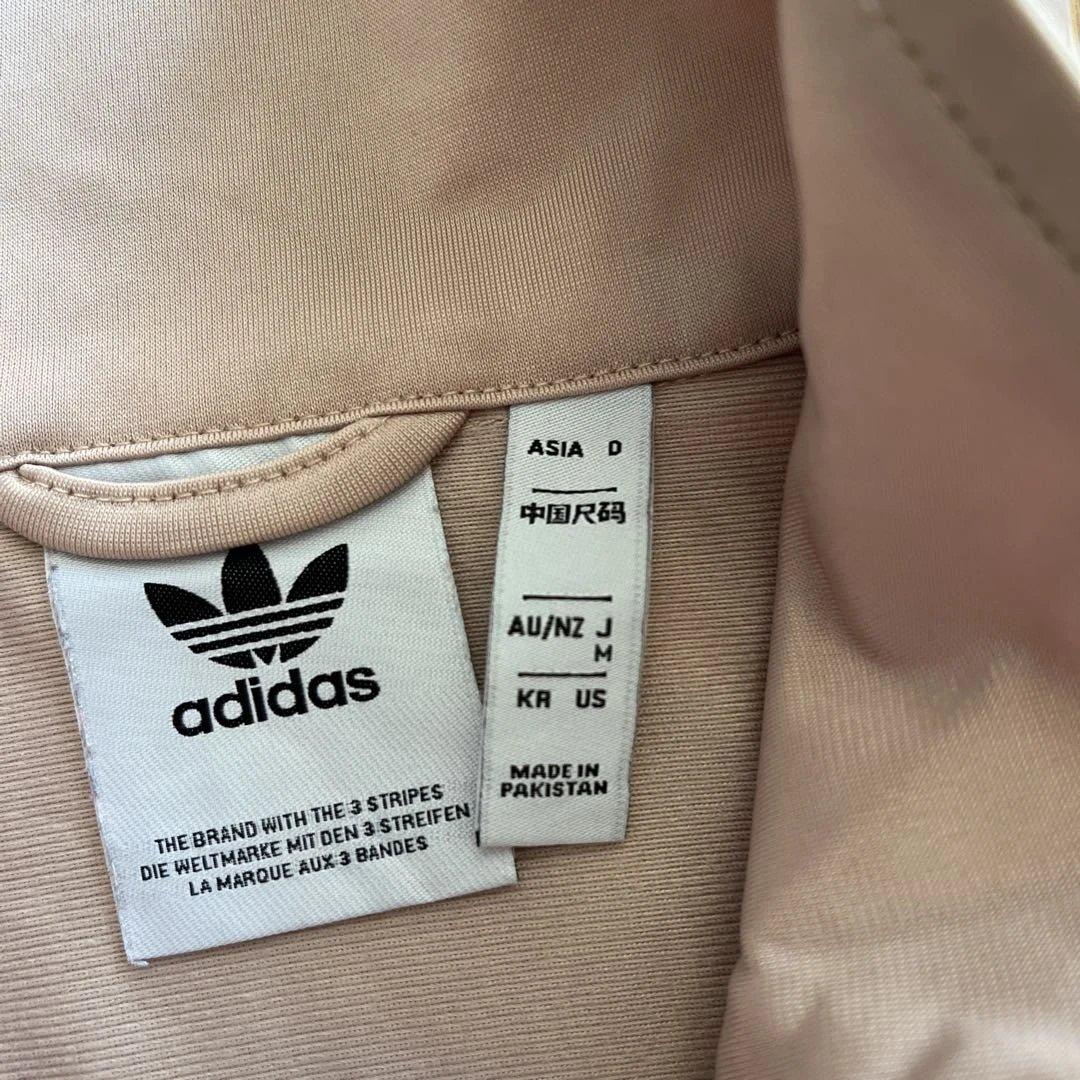 adidas
THE BRAND WITH THE 3 STRIPES
DIE WELTMARKE MIT DEN 3 STREIFEN
LA MARQUE AUX 3 BANDES
ASIA D
中国尺码
AU/NZ J
M
KR US
MADE IN
PAKISTAN